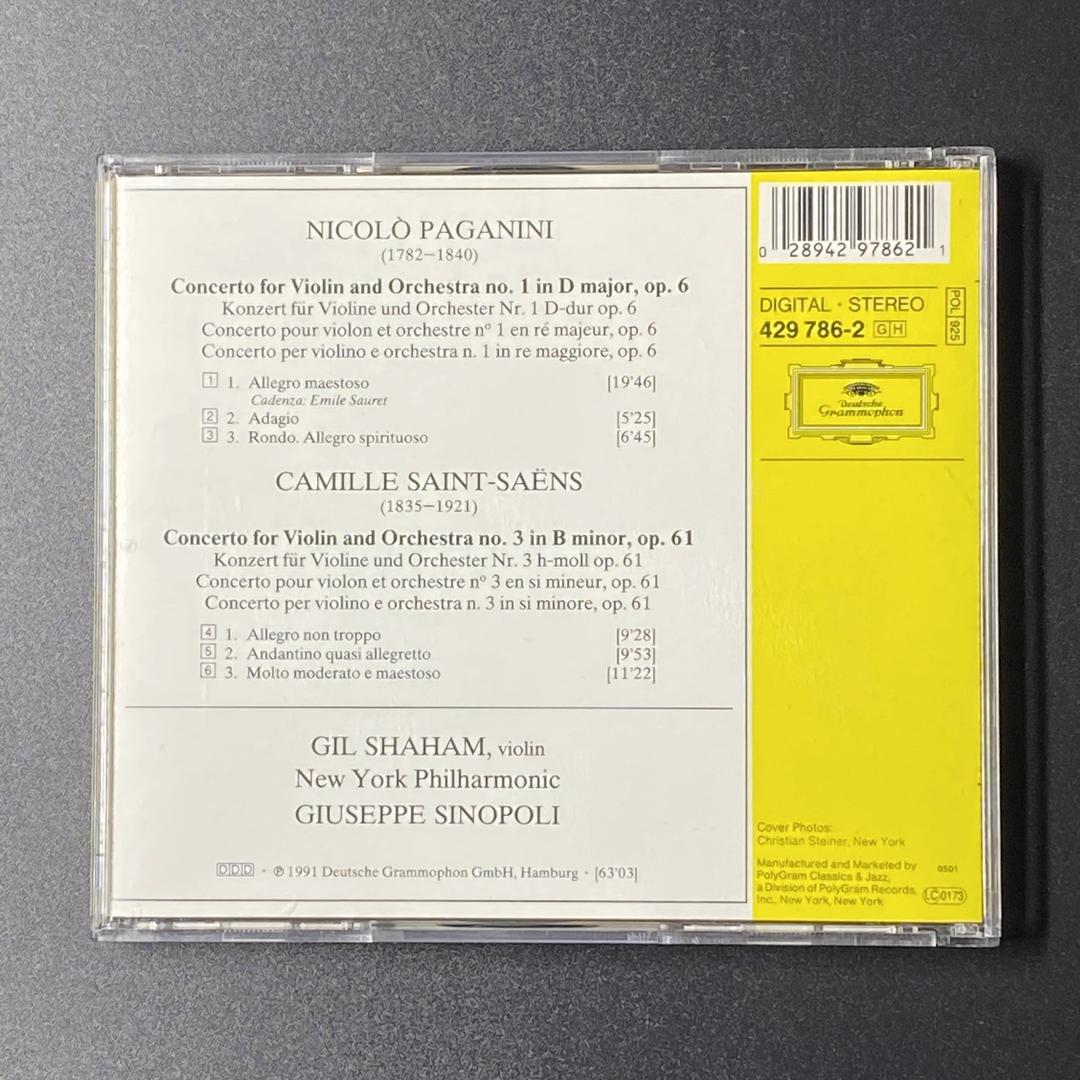 NICOLÒ PAGANINI
(1782–1840)
Concerto for Violin and Orchestra no. 1 in D major, op. 6
Konzert für Violine und Orchester Nr. 1 D-dur op. 6
Concerto pour violon et orchestre nº 1 en ré majeur, op. 6
Concerto per violino e orchestra n. 1 in re maggiore, op. 6
1 1. Allegro maestoso [19'46]
Cadenza: Emile Sauret
2 2. Adagio [5'25]
3 3. Rondo. Allegro spirituoso [6'45]
CAMILLE SAINT-SAËNS
(1835–1921)
Concerto for Violin and Orchestra no. 3 in B minor, op. 61
Konzert für Violine und Orchester Nr. 3 h-moll op. 61
Concerto pour violon et orchestre nº 3 en si mineur, op. 61
Concerto per violino e orchestra n. 3 in si minore, op. 61
4 1. Allegro non troppo [9'28]
5 2. Andantino quasi allegretto [9'53]
6 3. Molto moderato e maestoso [11'22]
GIL SHAHAM, violin
New York Philharmonic
GIUSEPPE SINOPOLI
DDD · ℗ 1991 Deutsche Grammophon GmbH, Hamburg · [63'03]
0 28942 97862 1
DIGITAL · STEREO
429 786-2 GH
POL 925
Deutsche
Grammophon
Cover Photos:
Christian Steiner, New York
Manufactured and Marketed by
PolyGram Classics & Jazz,
a Division of PolyGram Records,
Inc., New York, New York
0501
LC 0173